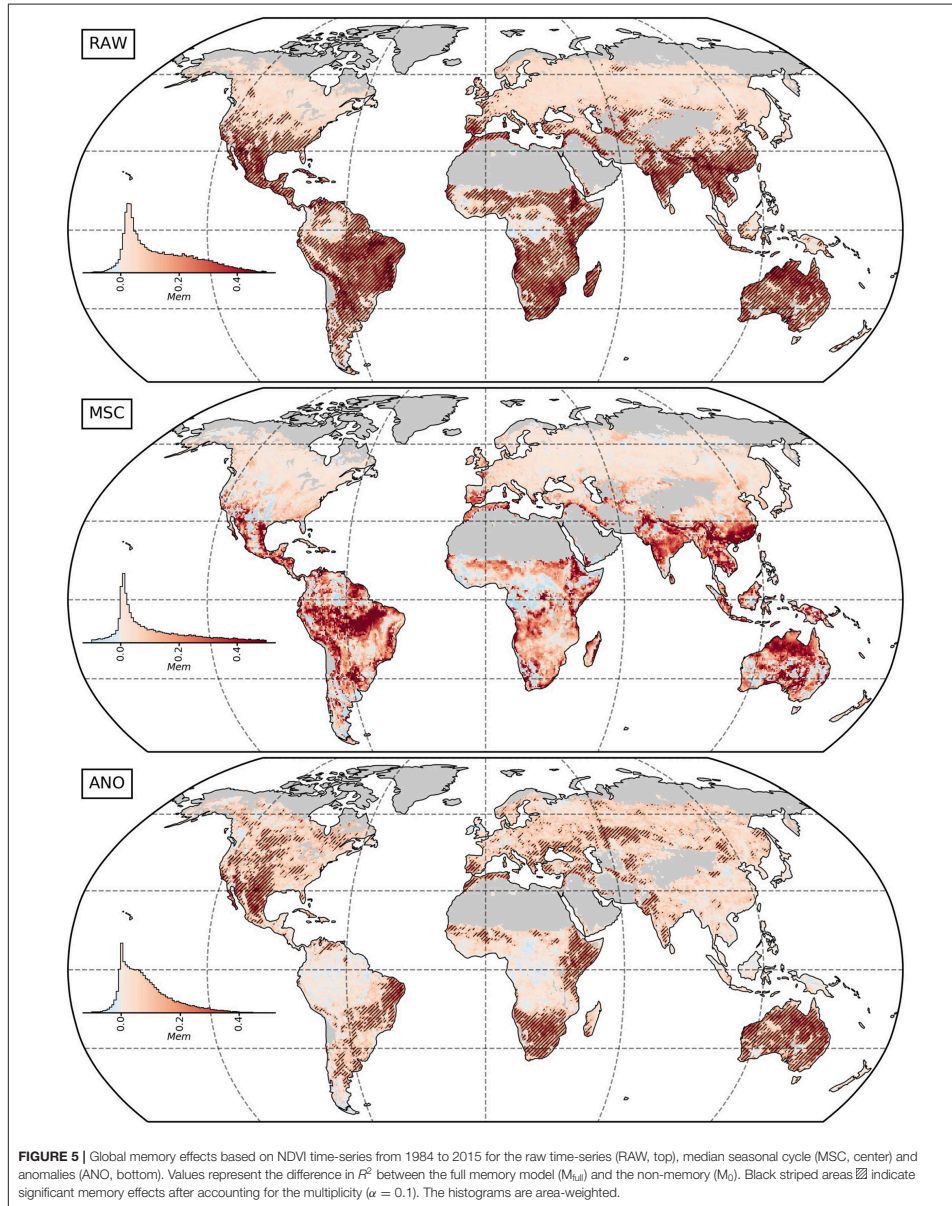 RAW
0.0
0.2
0.4
Mem
MSC
0.0
0.2
0.4
Mem
ANO
0.0
0.2
0.4
Mem
FIGURE 5 | Global memory effects based on NDVI time-series from 1984 to 2015 for the raw time-series (RAW, top), median seasonal cycle (MSC, center) and
anomalies (ANO, bottom). Values represent the difference in R² between the full memory model (Mfull) and the non-memory (M0). Black striped areas ▨ indicate
significant memory effects after accounting for the multiplicity (α = 0.1). The histograms are area-weighted.